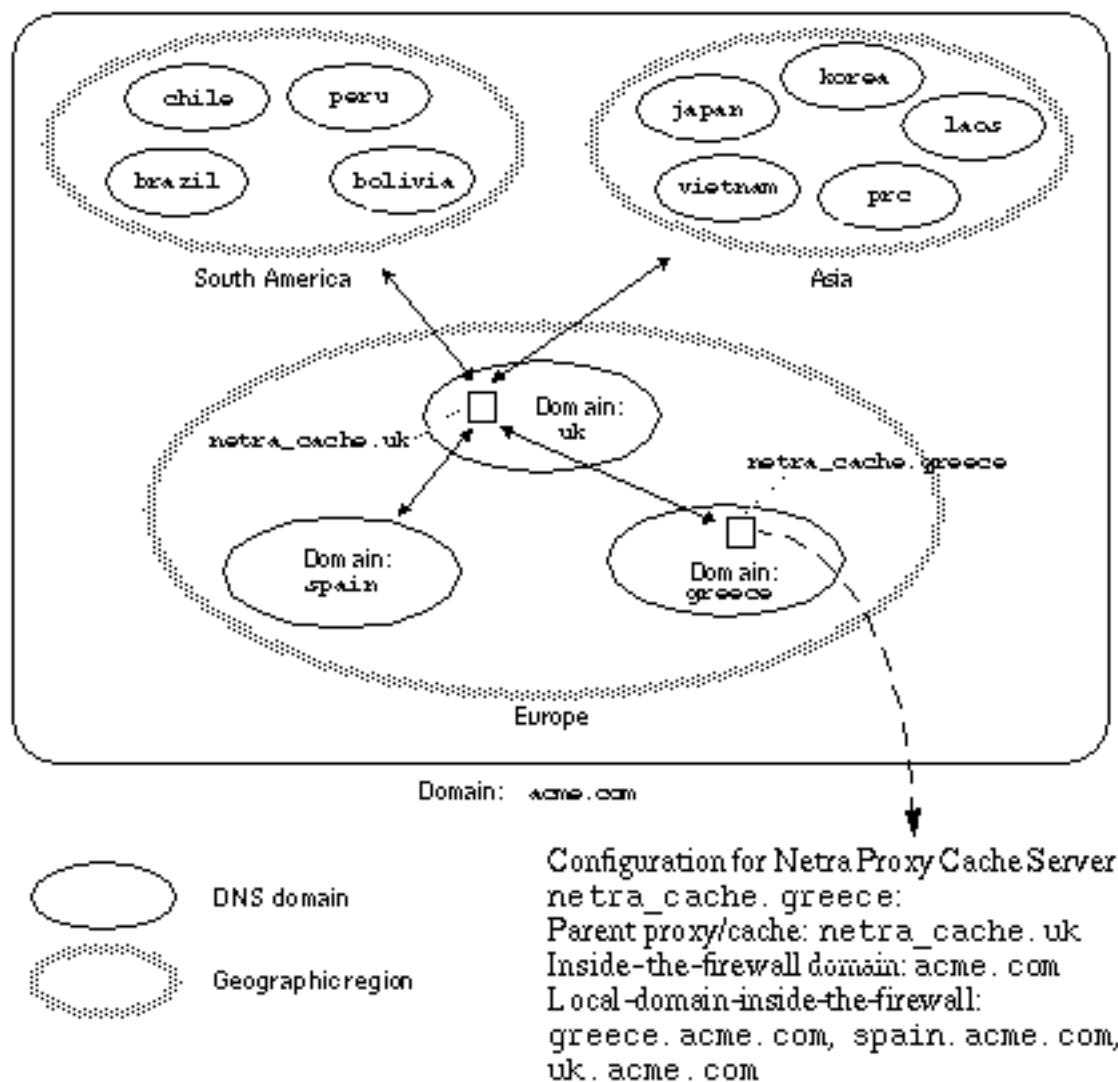 chile
peru
brazil
bolivia
South America
japan
korea
laos
vietnam
prc
Asia
Domain:
uk
netra_cache.uk
netra_cache.greece
Domain:
spain
Domain:
greece
Europe
Domain: acme.com
DNS domain
Geographic region
Configuration for Netra Proxy Cache Server
netra_cache.greece:
Parent proxy/cache: netra_cache.uk
Inside-the-firewall domain: acme.com
Local-domain-inside-the-firewall:
greece.acme.com, spain.acme.com,
uk.acme.com